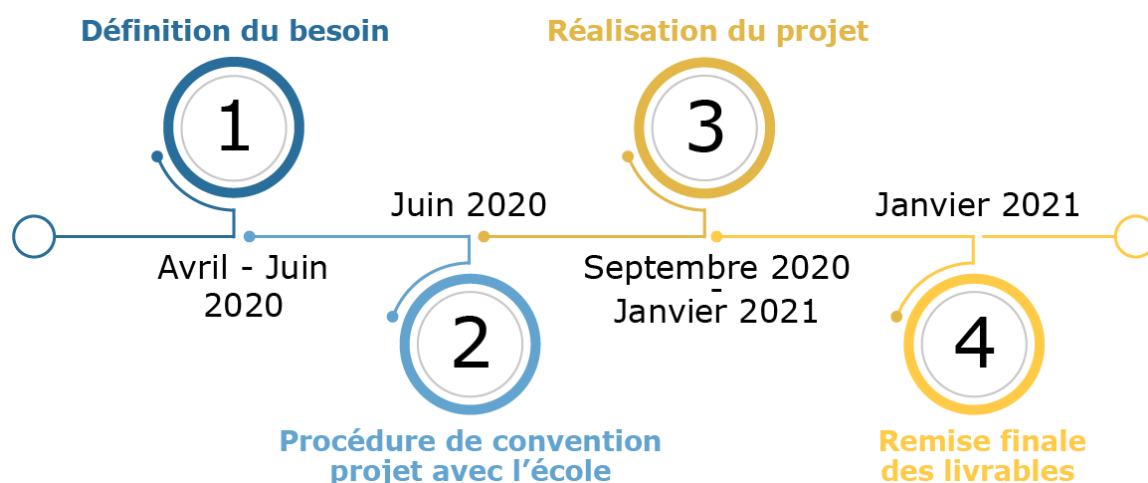 Définition du besoin
1
Avril - Juin
2020
Juin 2020
2
Procédure de convention
projet avec l’école
Réalisation du projet
3
Septembre 2020
-
Janvier 2021
Janvier 2021
4
Remise finale
des livrables